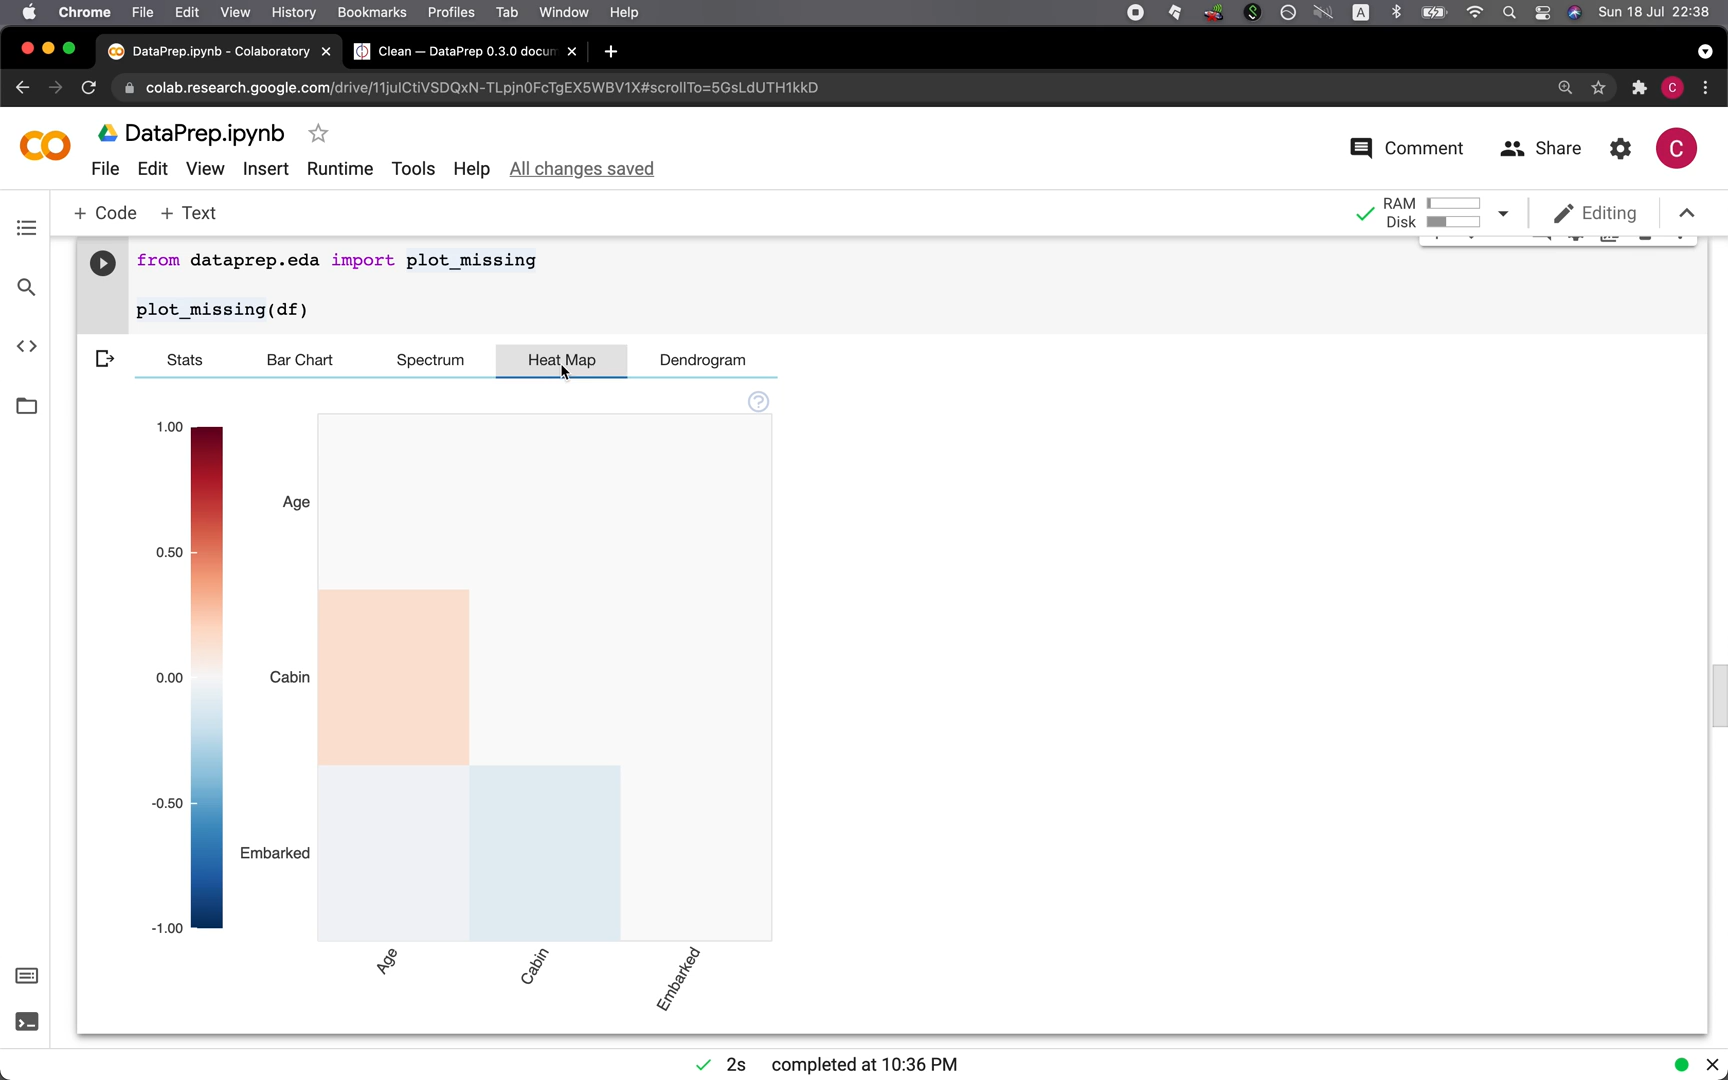 Chrome File Edit View History Bookmarks Profiles Tab Window Help A Sun 18 Jul 22:38
DataPrep.ipynb - Colaboratory Clean — DataPrep 0.3.0 docum
colab.research.google.com/drive/11julCtiVSDQxN-TLpjn0FcTgEX5WBV1X#scrollTo=5GsLdUTH1kkD C
DataPrep.ipynb
Comment Share C
File Edit View Insert Runtime Tools Help All changes saved
+ Code + Text RAM Disk Editing
from dataprep.eda import plot_missing
plot_missing(df)
Stats Bar Chart Spectrum Heat Map Dendrogram
?
1.00
Age
0.50
0.00 Cabin
-0.50
Embarked
-1.00
Age Cabin Embarked
2s completed at 10:36 PM